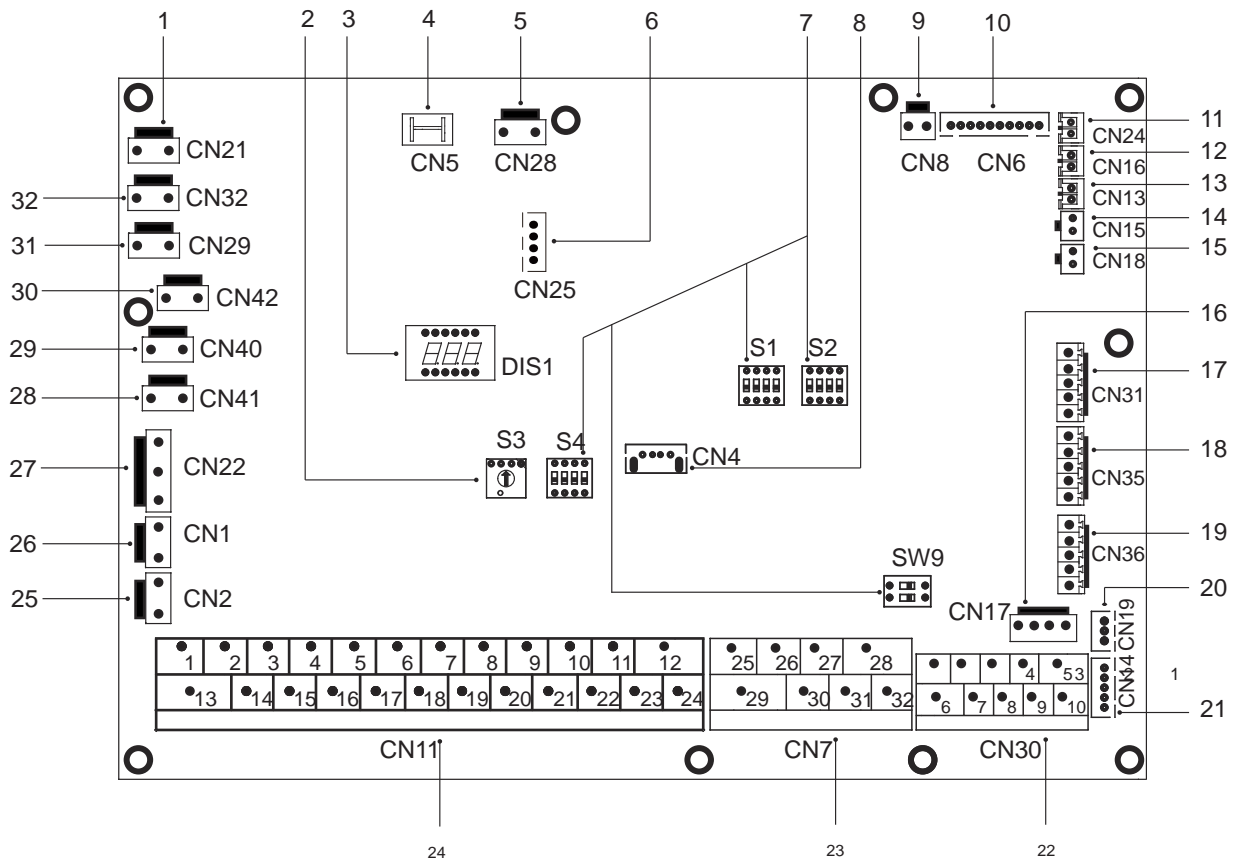 1 2 3 4 5 6 7 8 9 10
11
CN21 CN5 CN28 CN8 CN6 CN24
12
CN16
32 CN32 13
CN13
14
31 CN29 CN15
15
CN25 CN18
30 CN42 16
29 CN40 DIS1 S1 S2
17
28 CN41 CN31
27 CN22 S3 S4 CN4 18
2 CN35
26 CN1 19
SW9 CN36
25 CN2 20
CN17 CN19
1 2 3 4 5 6 7 8 9 10 11 12 25 26 27 28 4 53 CN14 1
13 14 15 16 17 18 19 20 21 22 23 24 29 30 31 32 6 7 8 9 10 21
CN11 CN7 CN30
24 23 22